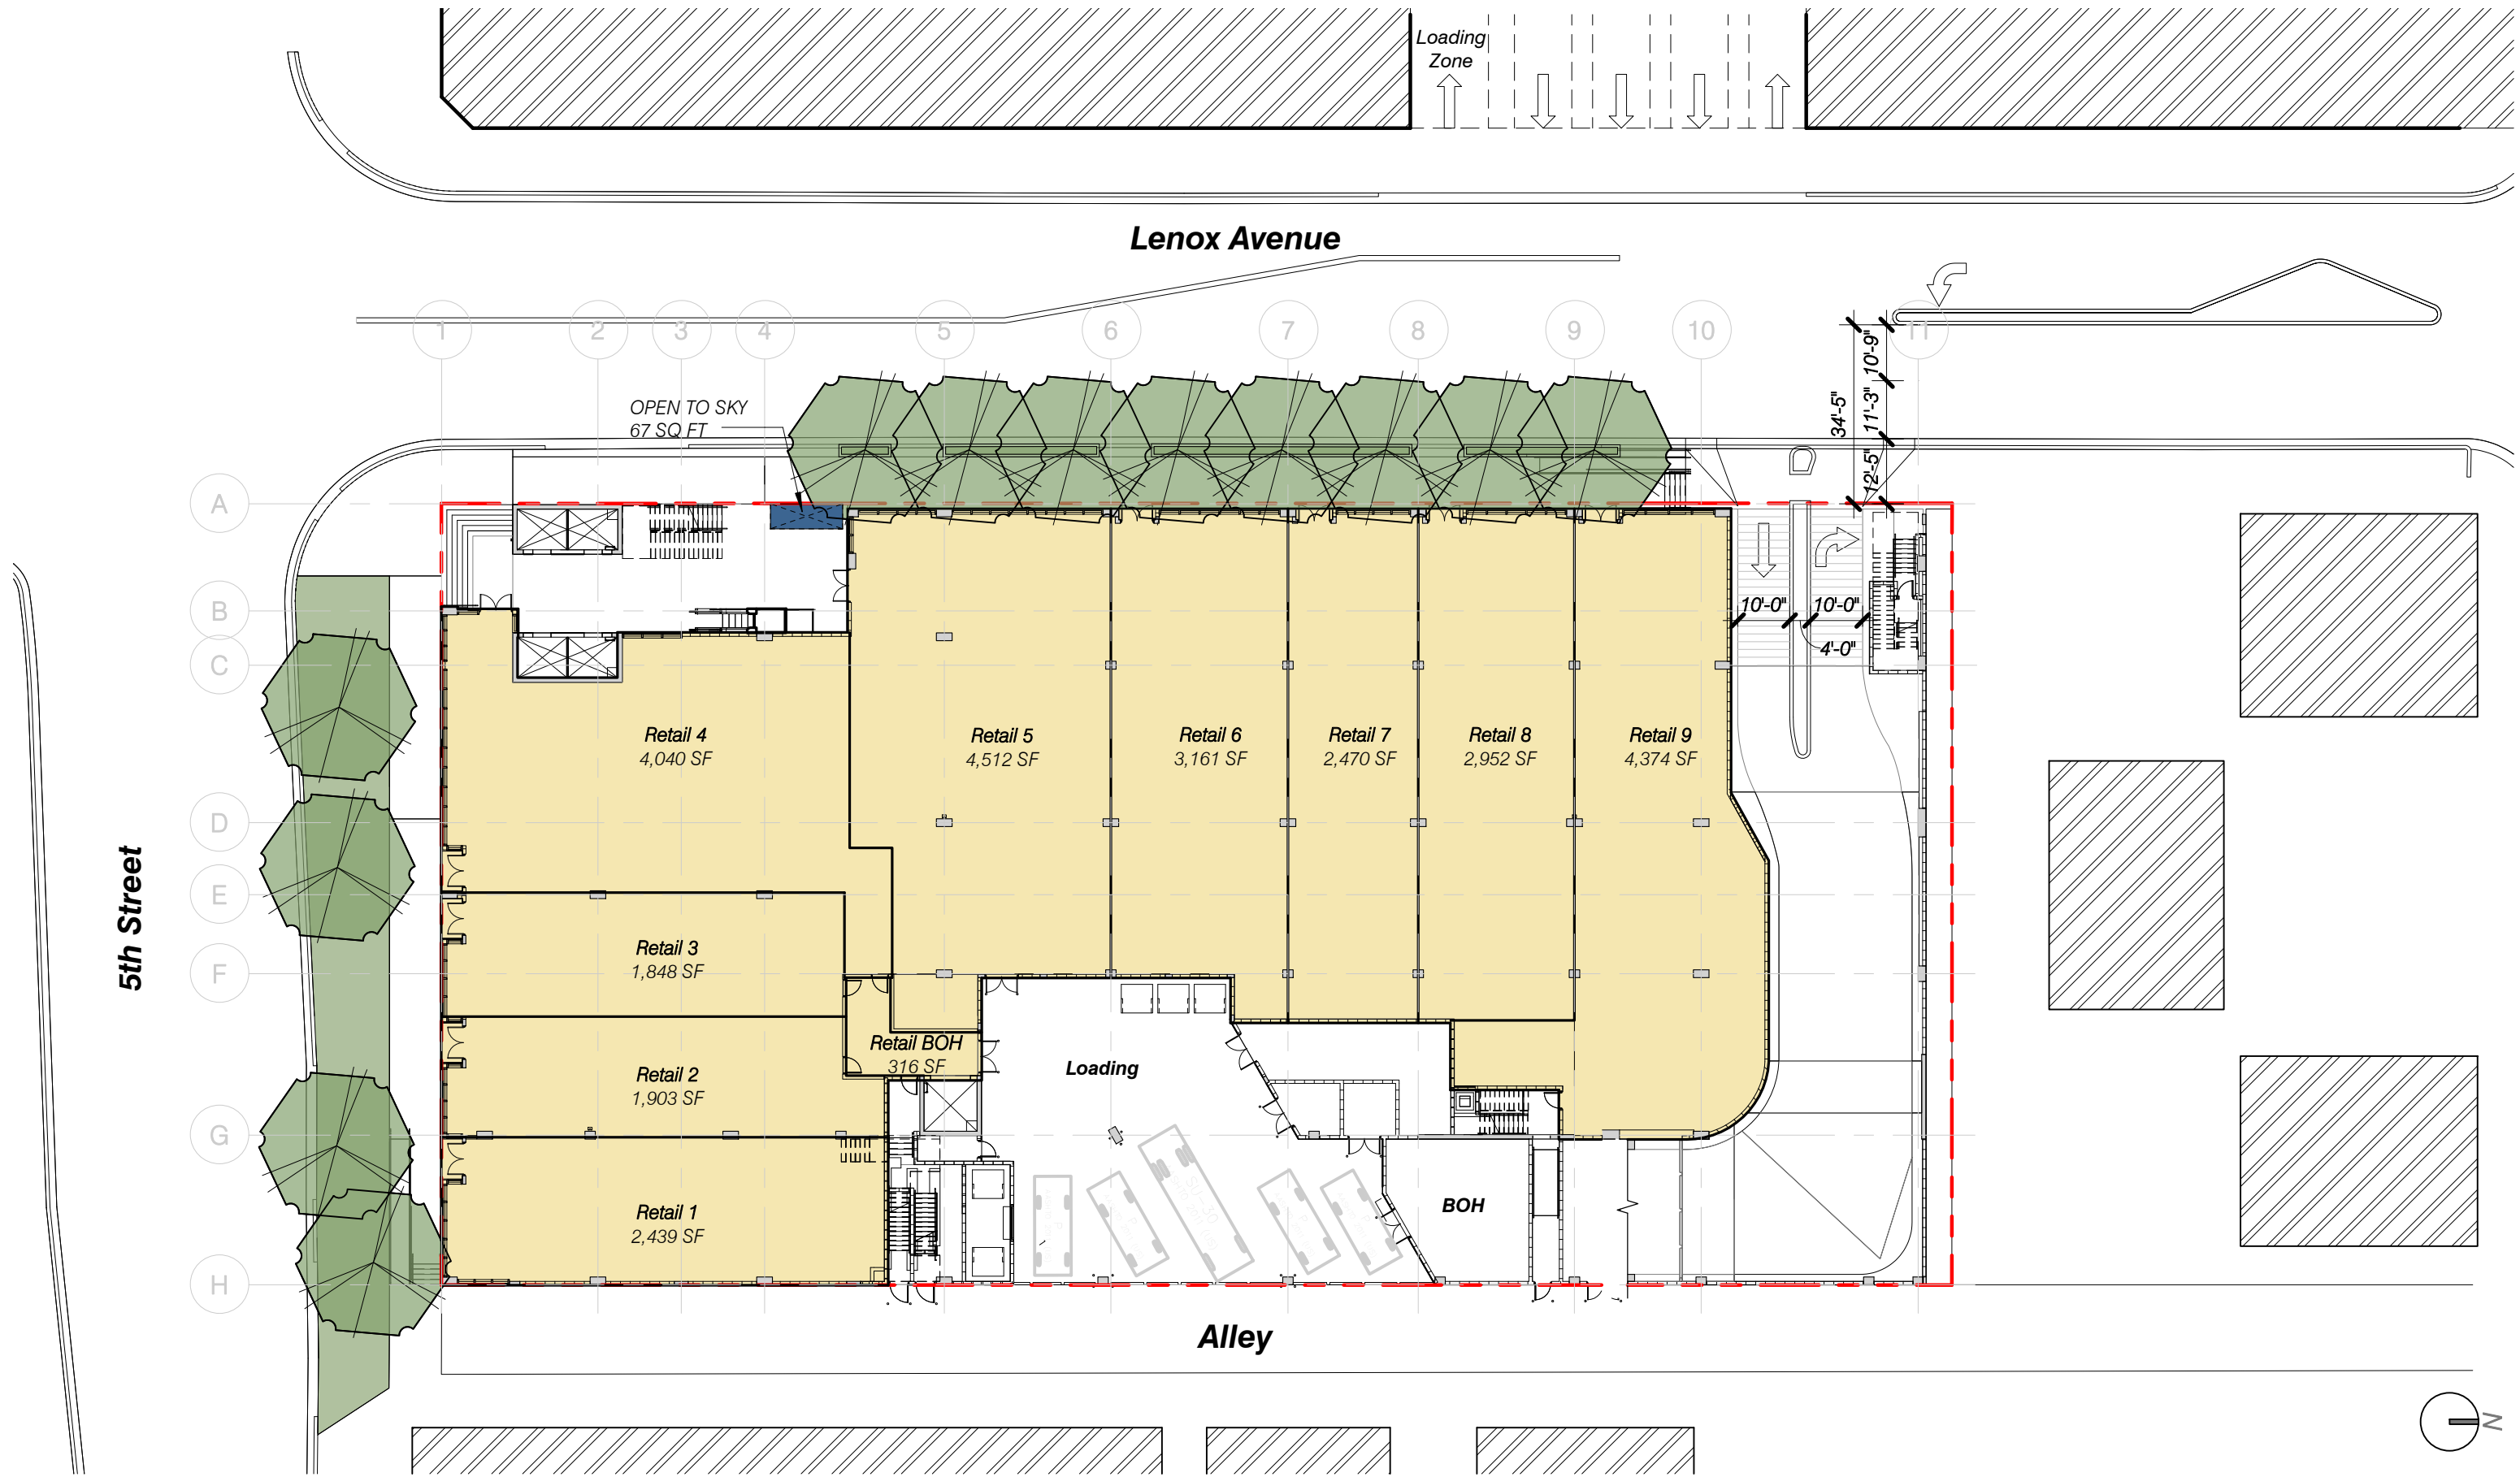 Loading
Zone
Lenox Avenue
1
2
3
4
5
6
7
8
9
10
11
10'-9"
34'-5"
11'-3"
12'-5"
OPEN TO SKY
67 SQ FT
A
B
C
D
E
F
G
H
10'-0"
10'-0"
4'-0"
Retail 4
4,040 SF
Retail 5
4,512 SF
Retail 6
3,161 SF
Retail 7
2,470 SF
Retail 8
2,952 SF
Retail 9
4,374 SF
5th Street
Retail 3
1,848 SF
Retail BOH
316 SF
Loading
Retail 2
1,903 SF
Retail 1
2,439 SF
BOH
Alley
N